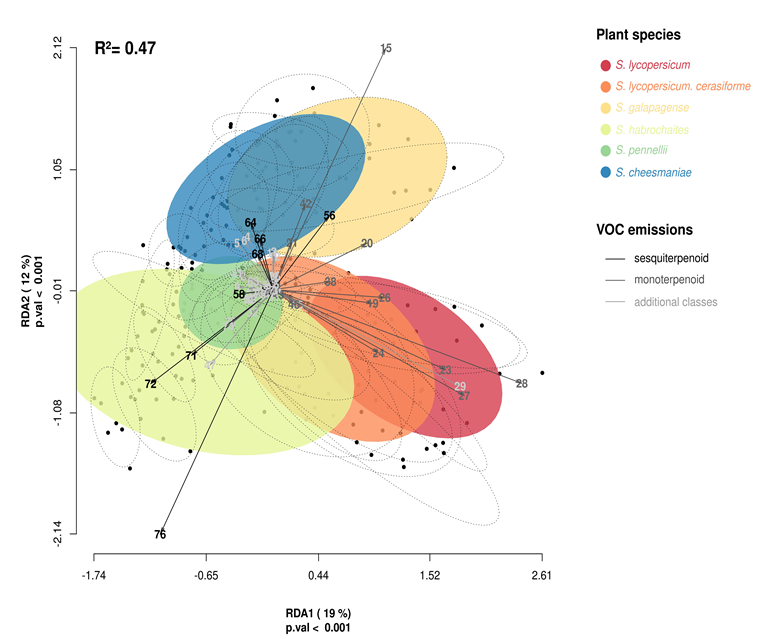 R²= 0.47
2.12
1.05
-0.01
-1.08
-2.14
RDA2 ( 12 %)
p.val < 0.001
15
42
56
64
66
68
31
20
58
38
26
49
46
24
23
29
27
28
71
72
76
-1.74
-0.65
0.44
1.52
2.61
RDA1 ( 19 %)
p.val < 0.001
Plant species
S. lycopersicum
S. lycopersicum. cerasiforme
S. galapagense
S. habrochaites
S. pennellii
S. cheesmaniae
VOC emissions
sesquiterpenoid
monoterpenoid
additional classes